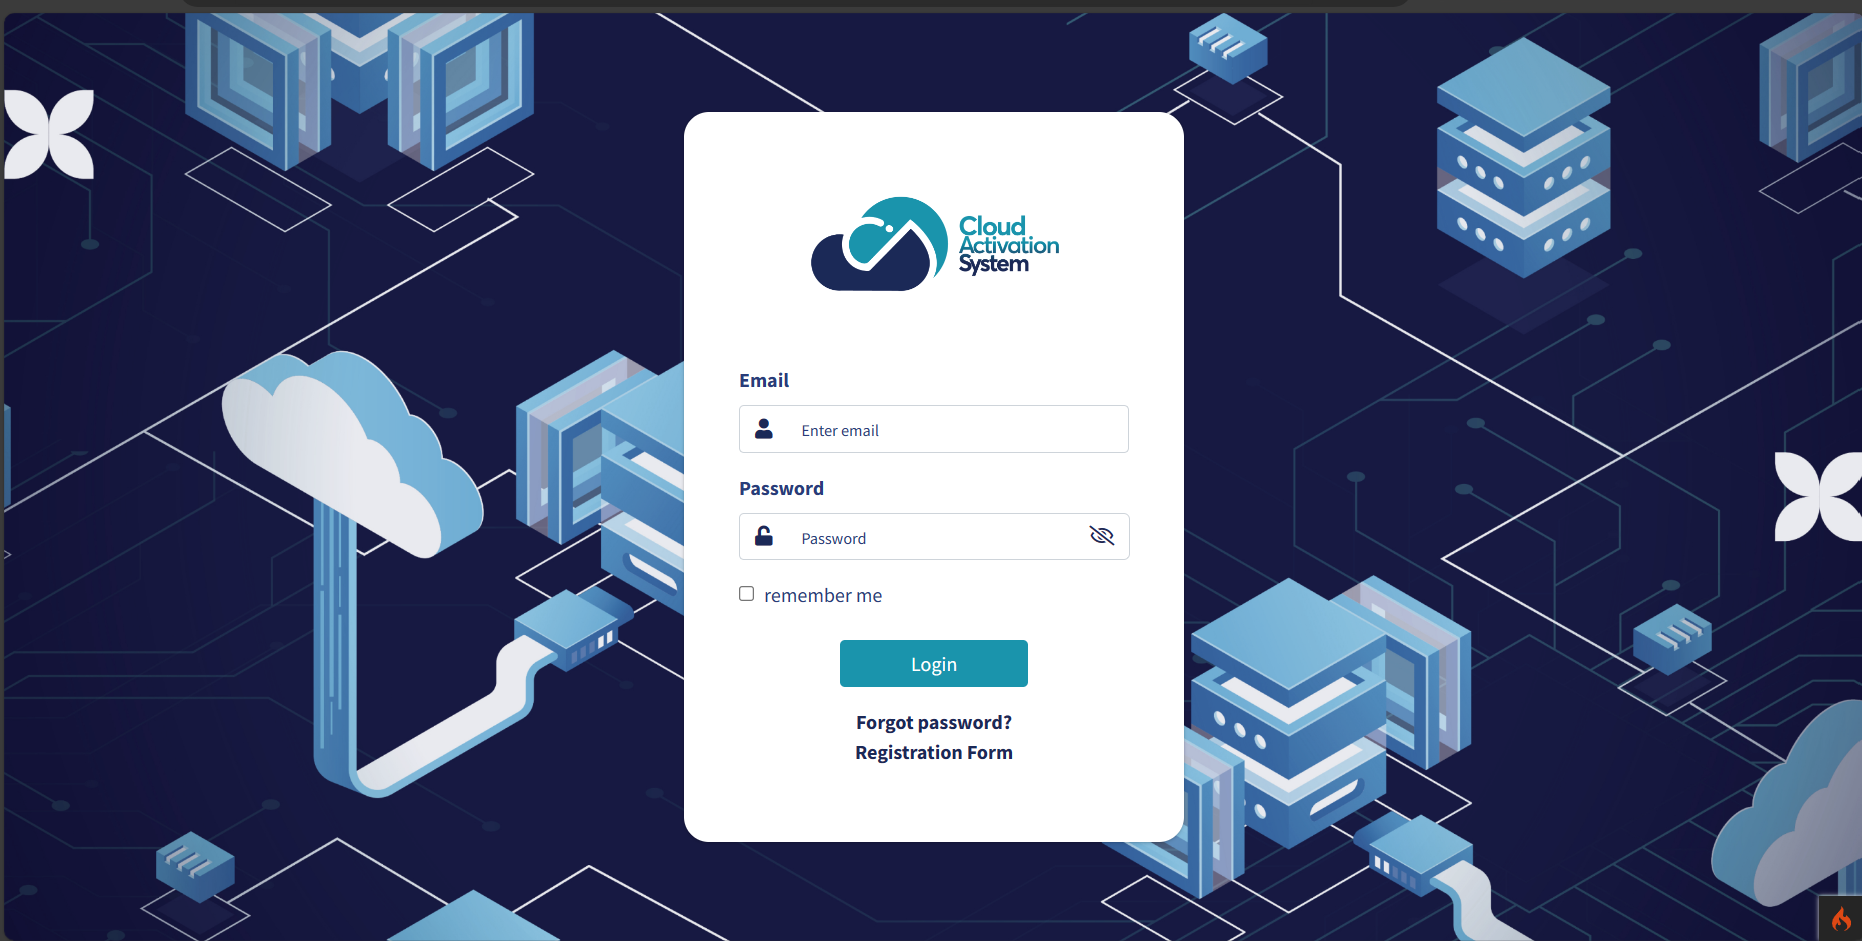 Cloud
Activation
System
Email
Enter email
Password
Password
remember me
Login
Forgot password?
Registration Form